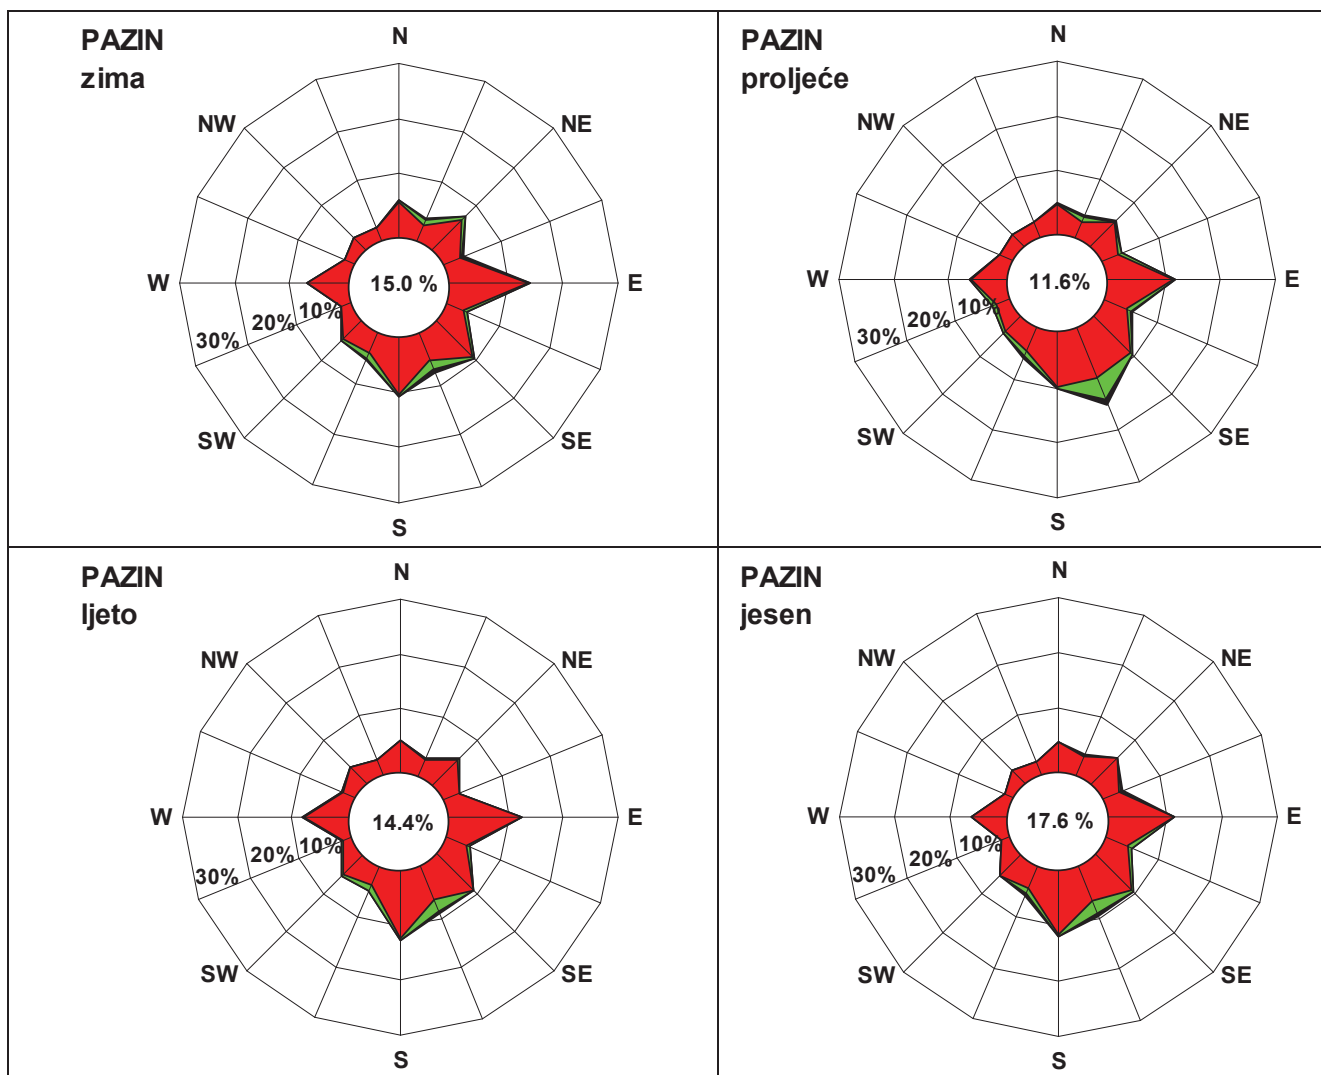 PAZIN
zima
N
NW
NE
W
15.0 %
E
10%
20%
30%
SW
SE
S
PAZIN
proljeće
N
NW
NE
W
11.6%
E
10%
20%
30%
SW
SE
S
PAZIN
ljeto
N
NW
NE
W
14.4%
E
10%
20%
30%
SW
SE
S
PAZIN
jesen
N
NW
NE
W
17.6 %
E
10%
20%
30%
SW
SE
S